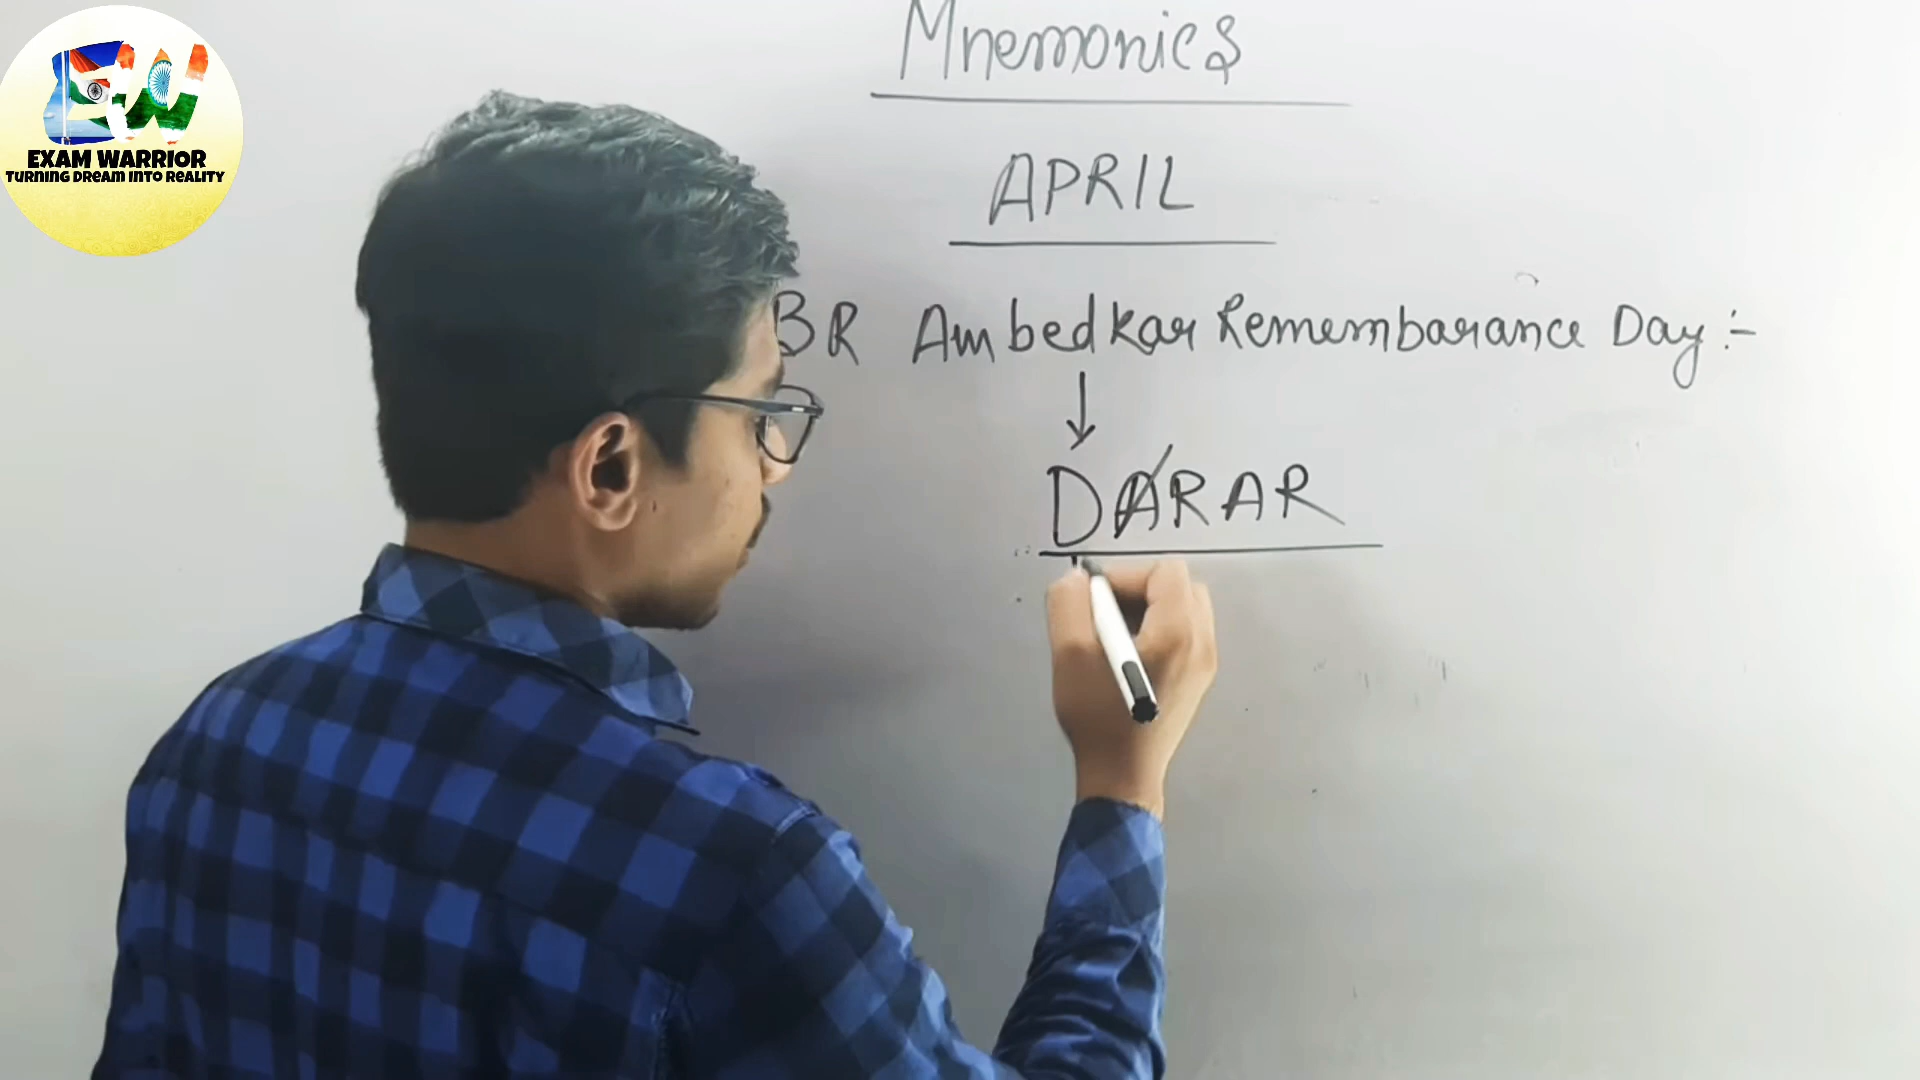 EXAM WARRIOR
TURNING DREAM INTO REALITY
Mnemonics
APRIL
BR Ambedkar Remembarance Day :-
DARAR